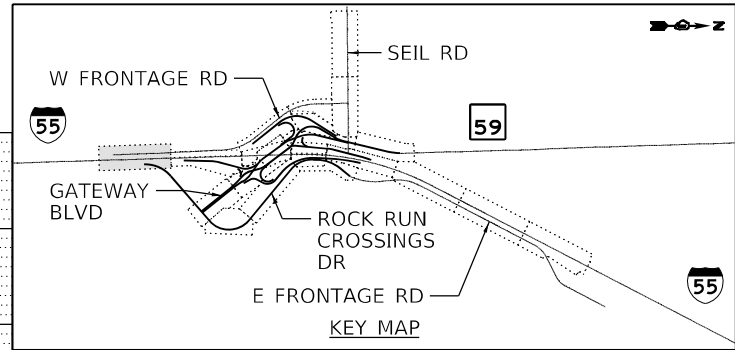 Z
SEIL RD
W FRONTAGE RD
55
59
GATEWAY
BLVD
ROCK RUN
CROSSINGS
DR
E FRONTAGE RD
55
KEY MAP